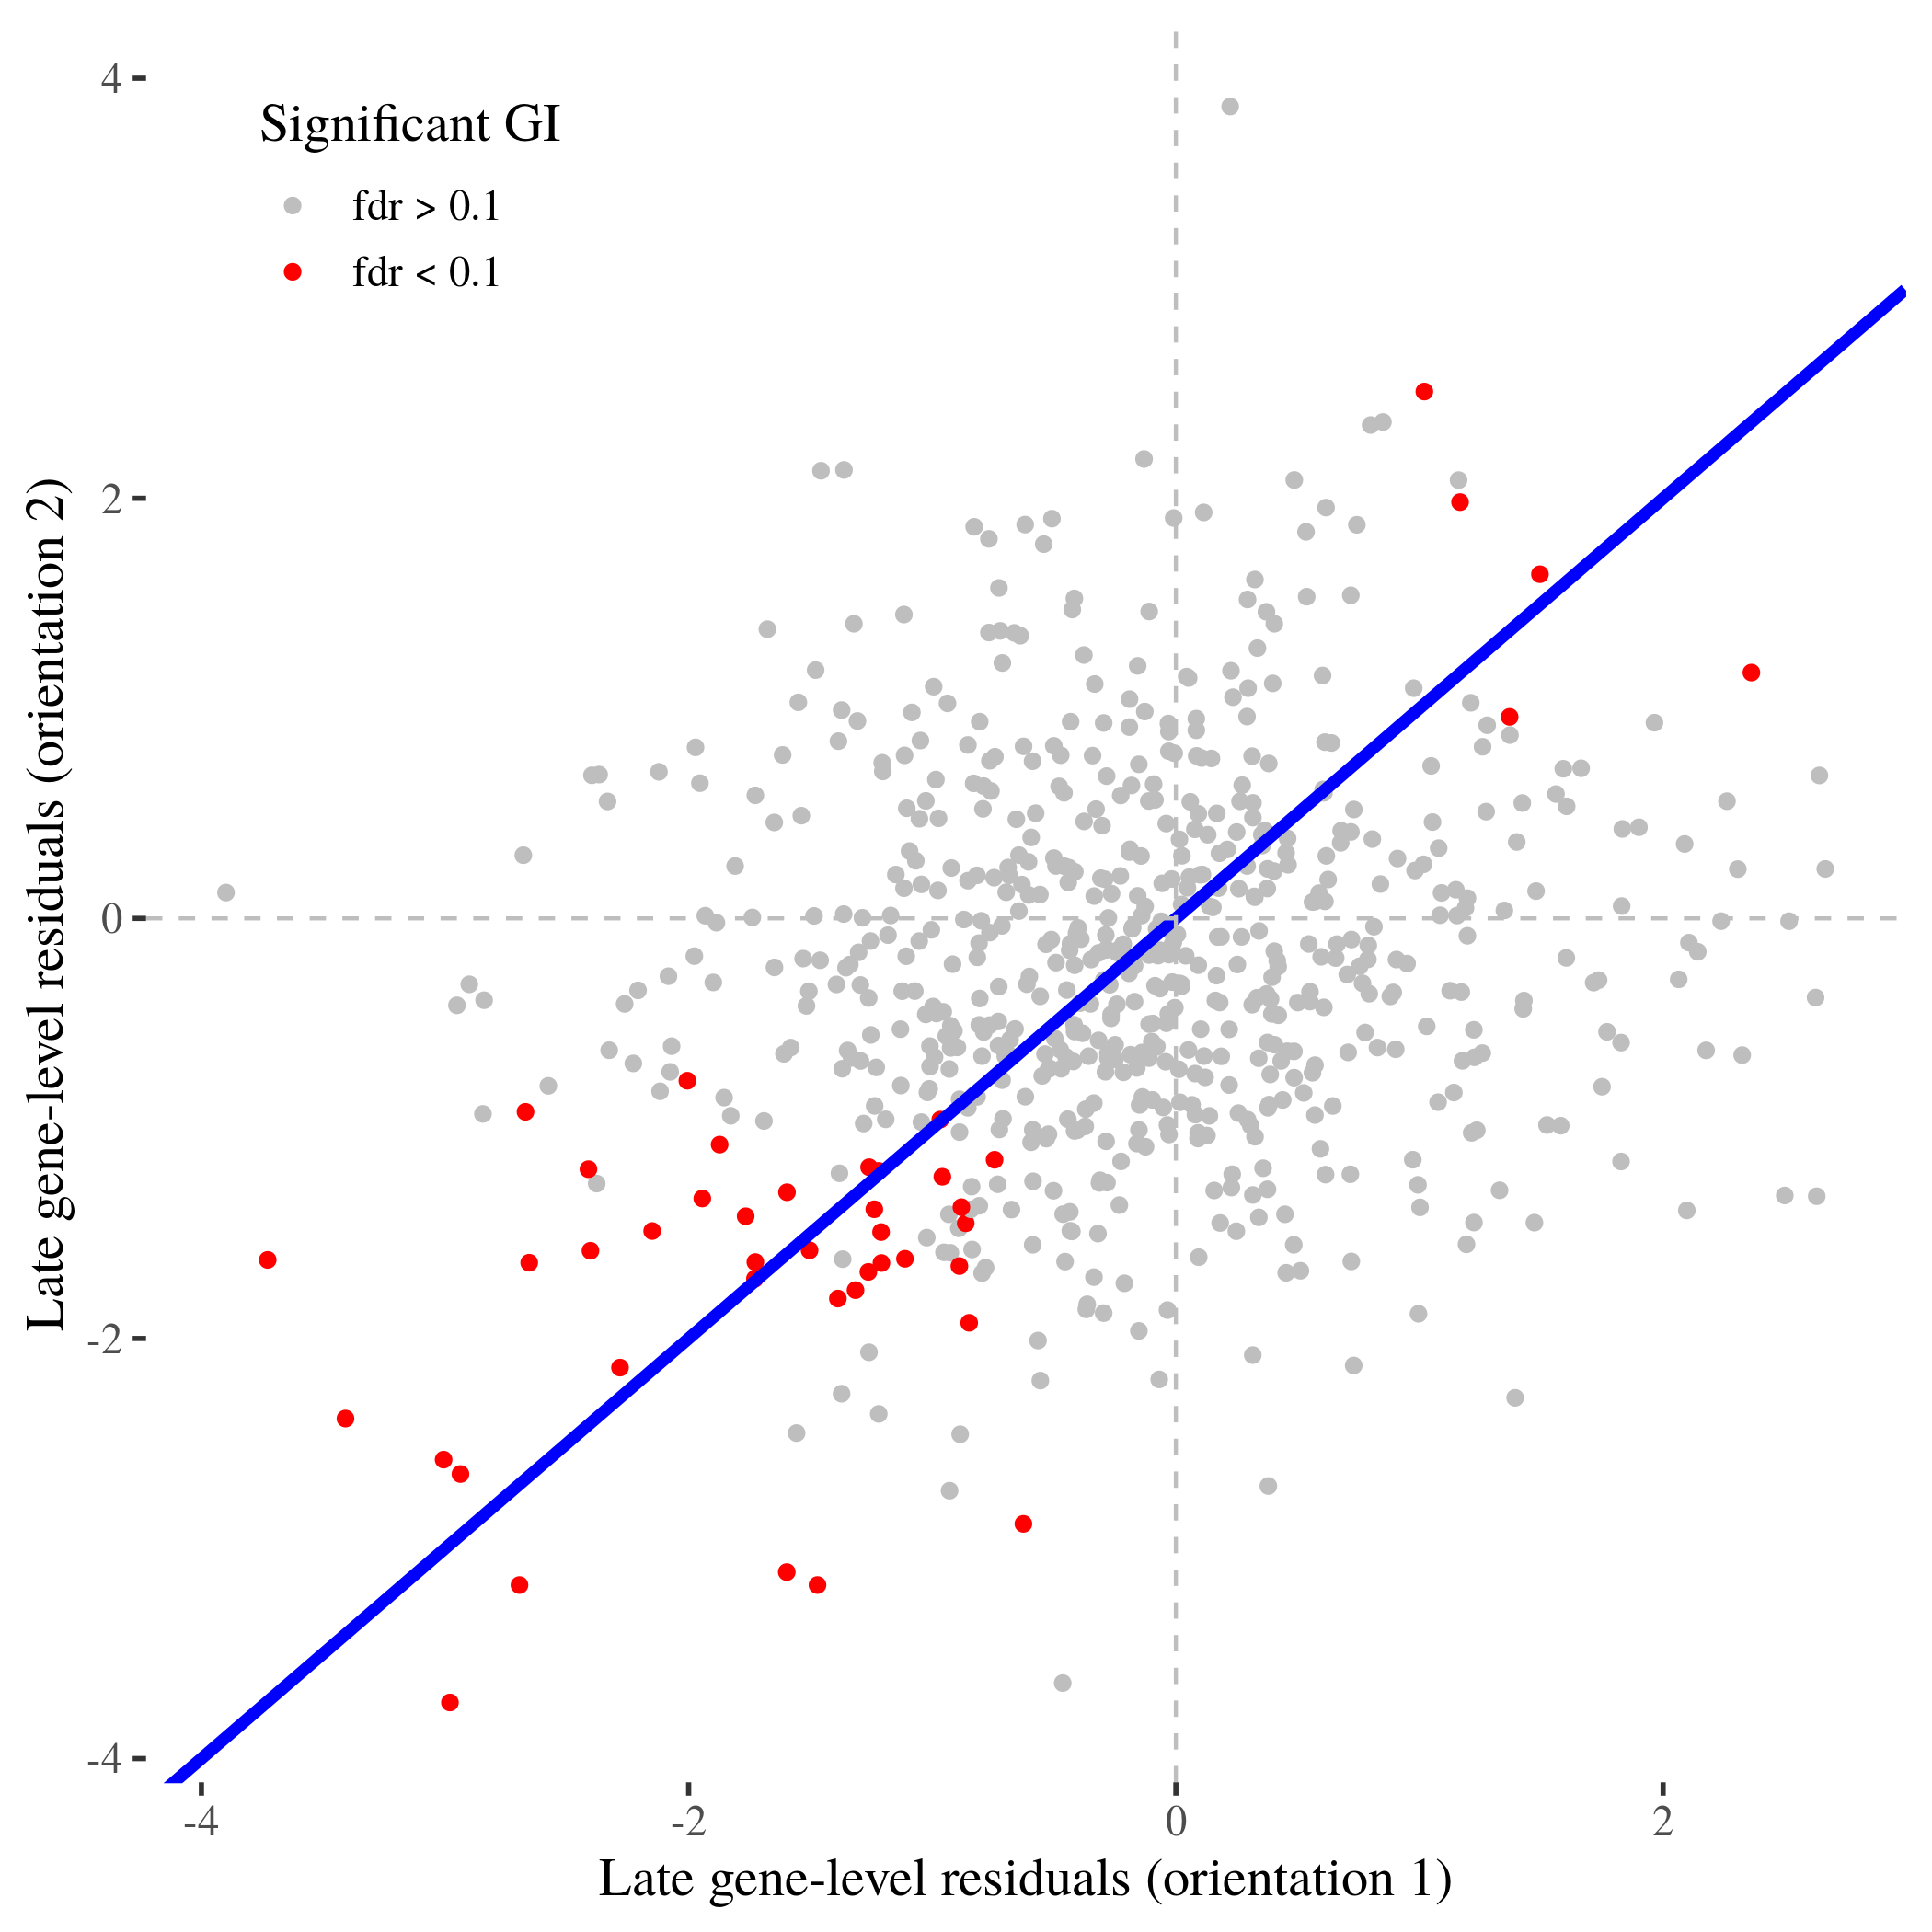 4
Significant GI
fdr > 0.1
fdr < 0.1
2
0
-2
-4
Late gene-level residuals (orientation 2)
-4 -2 0 2
Late gene-level residuals (orientation 1)